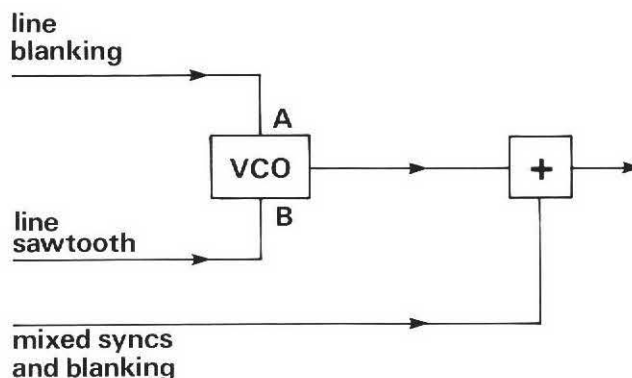 line
blanking
A
VCO
+
B
line
sawtooth
mixed syncs
and blanking